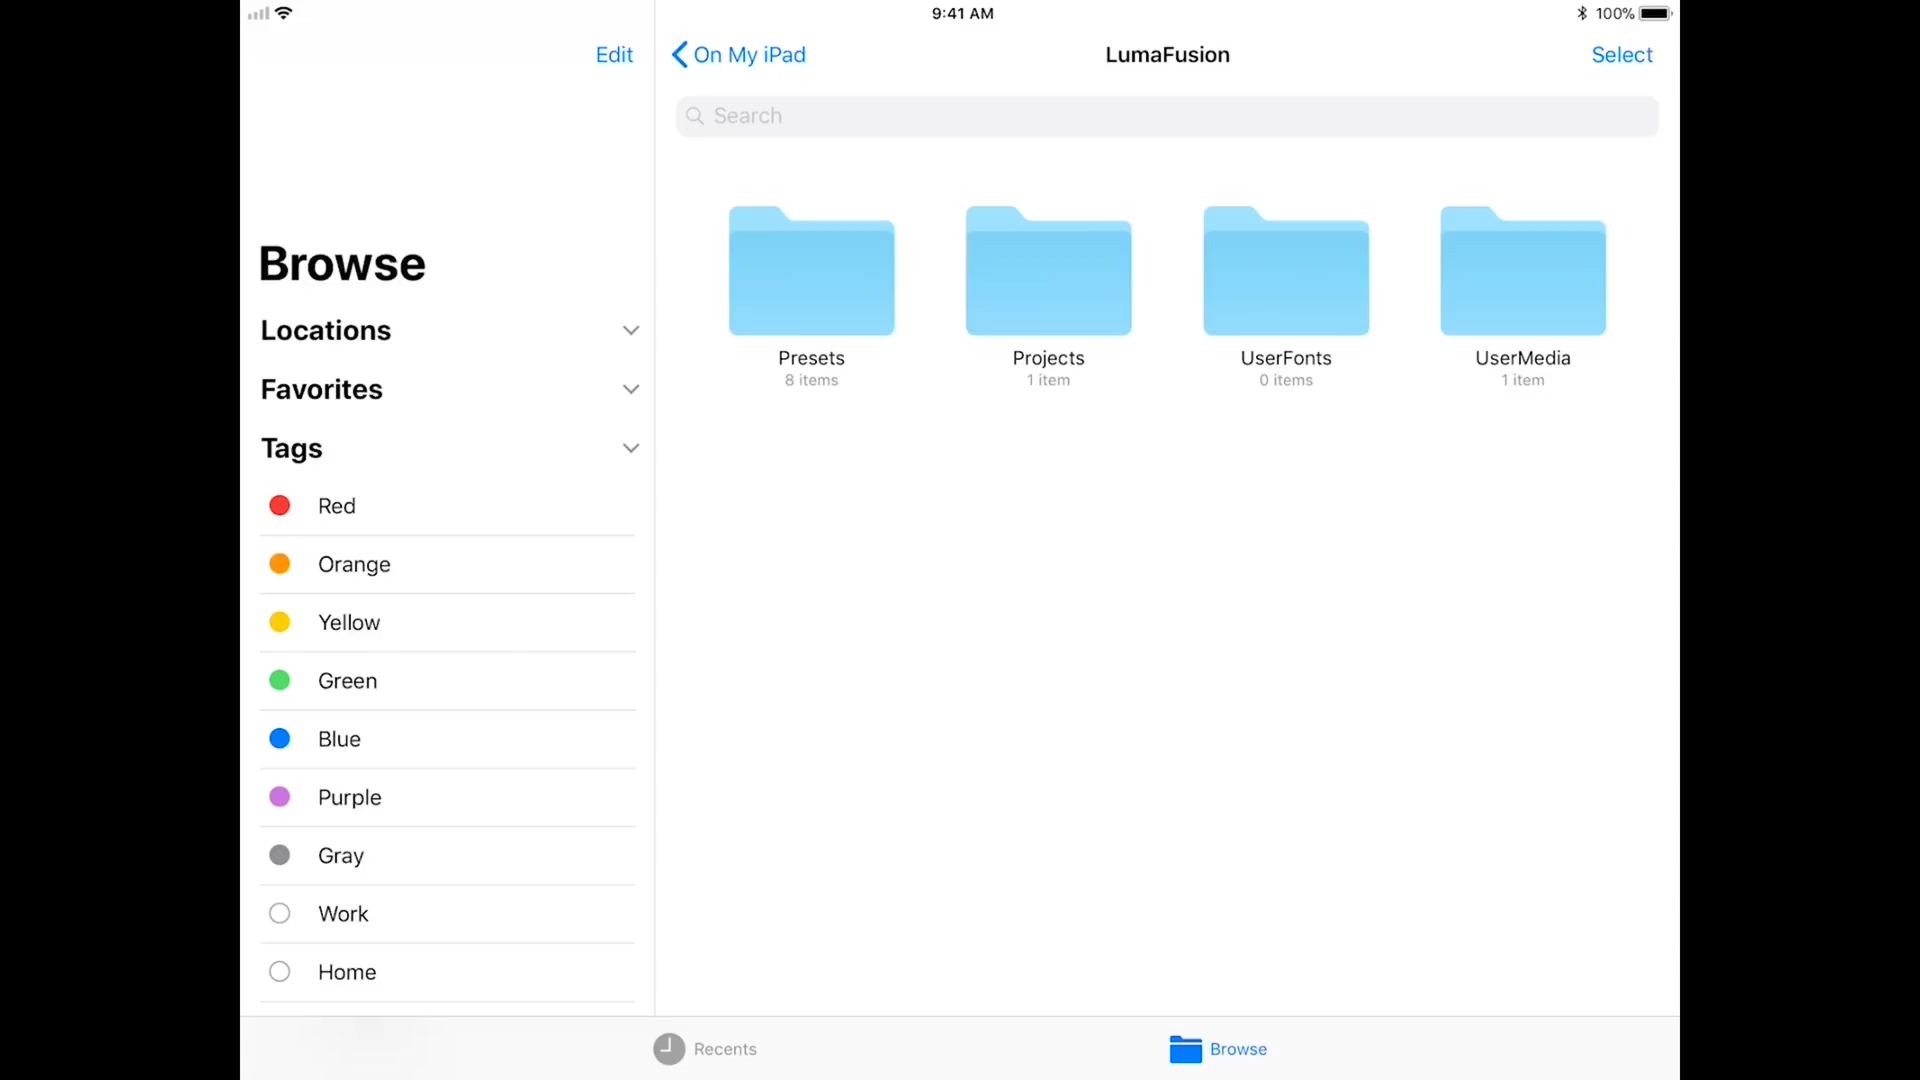 9:41 AM
100%
Edit
On My iPad
LumaFusion
Select
Search
Browse
Locations
Favorites
Tags
Red
Orange
Yellow
Green
Blue
Purple
Gray
Work
Home
Presets
8 items
Projects
1 item
UserFonts
0 items
UserMedia
1 item
Recents
Browse